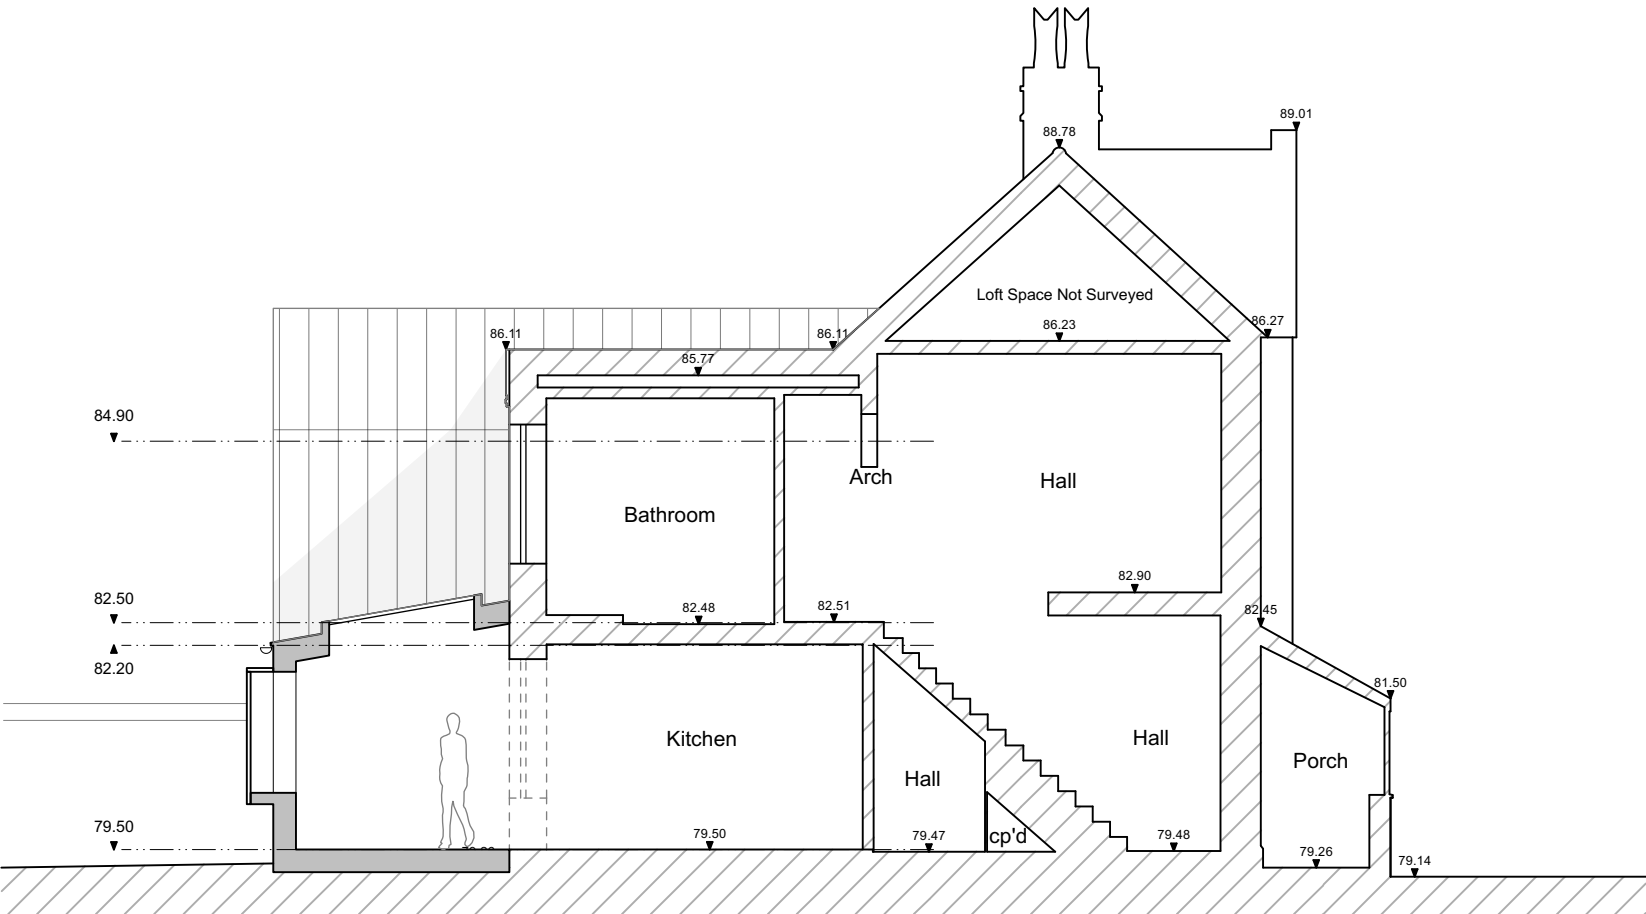 89.01
88.78
Loft Space Not Surveyed
86.23
86.27
86.11
86.11
85.77
84.90
Arch
Hall
Bathroom
82.90
82.50
82.48
82.51
82.45
82.20
81.50
Kitchen
Hall
Porch
Hall
79.50
79.50
79.47
cp'd
79.48
79.26
79.14